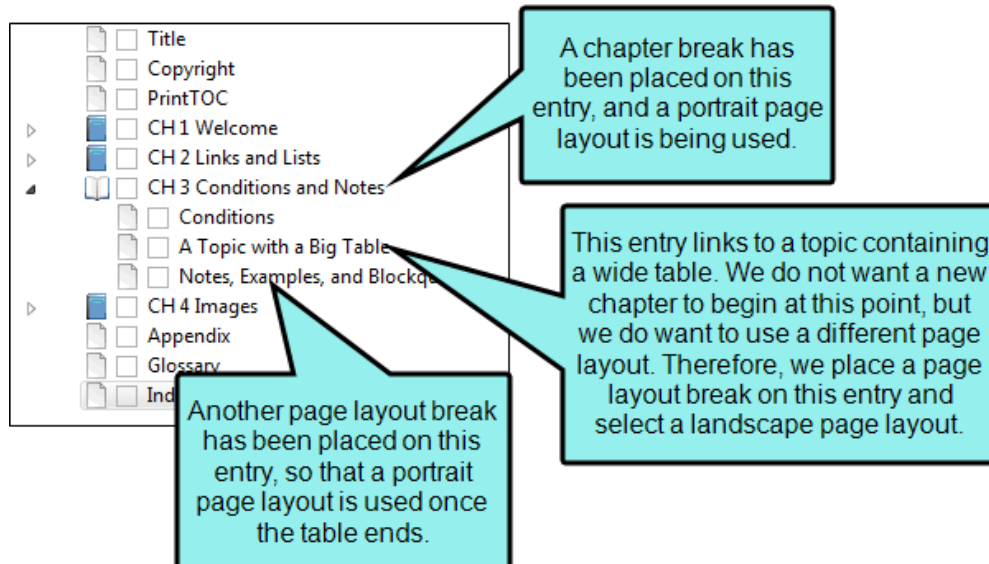 Title
Copyright
PrintTOC
CH 1 Welcome
CH 2 Links and Lists
CH 3 Conditions and Notes
Conditions
A Topic with a Big Table
Notes, Examples, and
CH 4 Images
Appendix
Glossary
A chapter break has
been placed on this
entry, and a portrait page
layout is being used.
This entry links to a topic containing
a wide table. We do not want a new
chapter to begin at this point, but
we do want to use a different page
layout. Therefore, we place a page
layout break on this entry and
select a landscape page layout.
Another page layout break
has been placed on this
entry, so that a portrait
page layout is used once
the table ends.